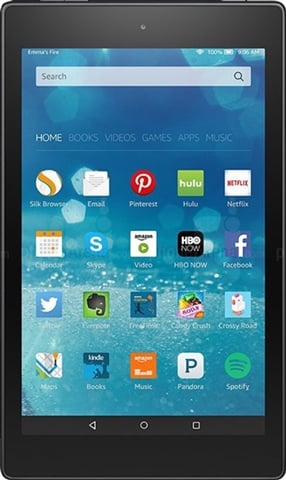 Emma's Fire 100% 9:06 AM
Search
HOME BOOKS VIDEOS GAMES APPS MUSIC
hulu NETFLIX
Silk Browser Email Pinterest Hulu Netflix
amazon HBO NOW
Calendar Skype Video HBO NOW Facebook
Twitter Evernote Candy Crush Crossy Road
kindle amazon
Maps Books Music Pandora Spotify